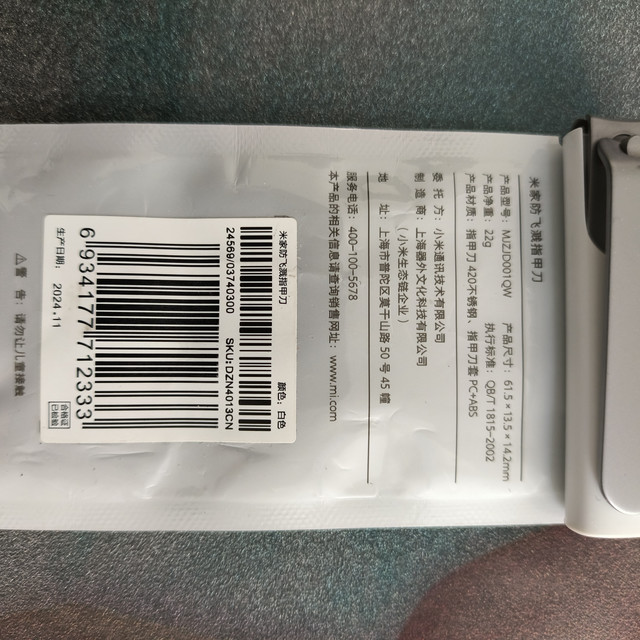 米家防飞溅指甲刀
产品型号：MJZJD001QW 产品尺寸：61.5×13.5×14.2mm
产品净重：22g 执行标准：QB/T 1815-2002
产品材质：指甲刀 420不锈钢、指甲刀套 PC+ABS
委托方：小米通讯技术有限公司
（小米生态链企业）
制造商：上海器外文化科技有限公司
地址：上海市普陀区莫干山路 50 号 45 幢
服务电话：400-100-5678
本产品的相关信息请查询销售网址：www.mi.com
米家防飞溅指甲刀 颜色：白色
24569/03740300 SKU:DZN4013CN
6 934177 712333
生产日期： 2024.11
合格证
已检验
⚠警 告：请勿让儿童接触